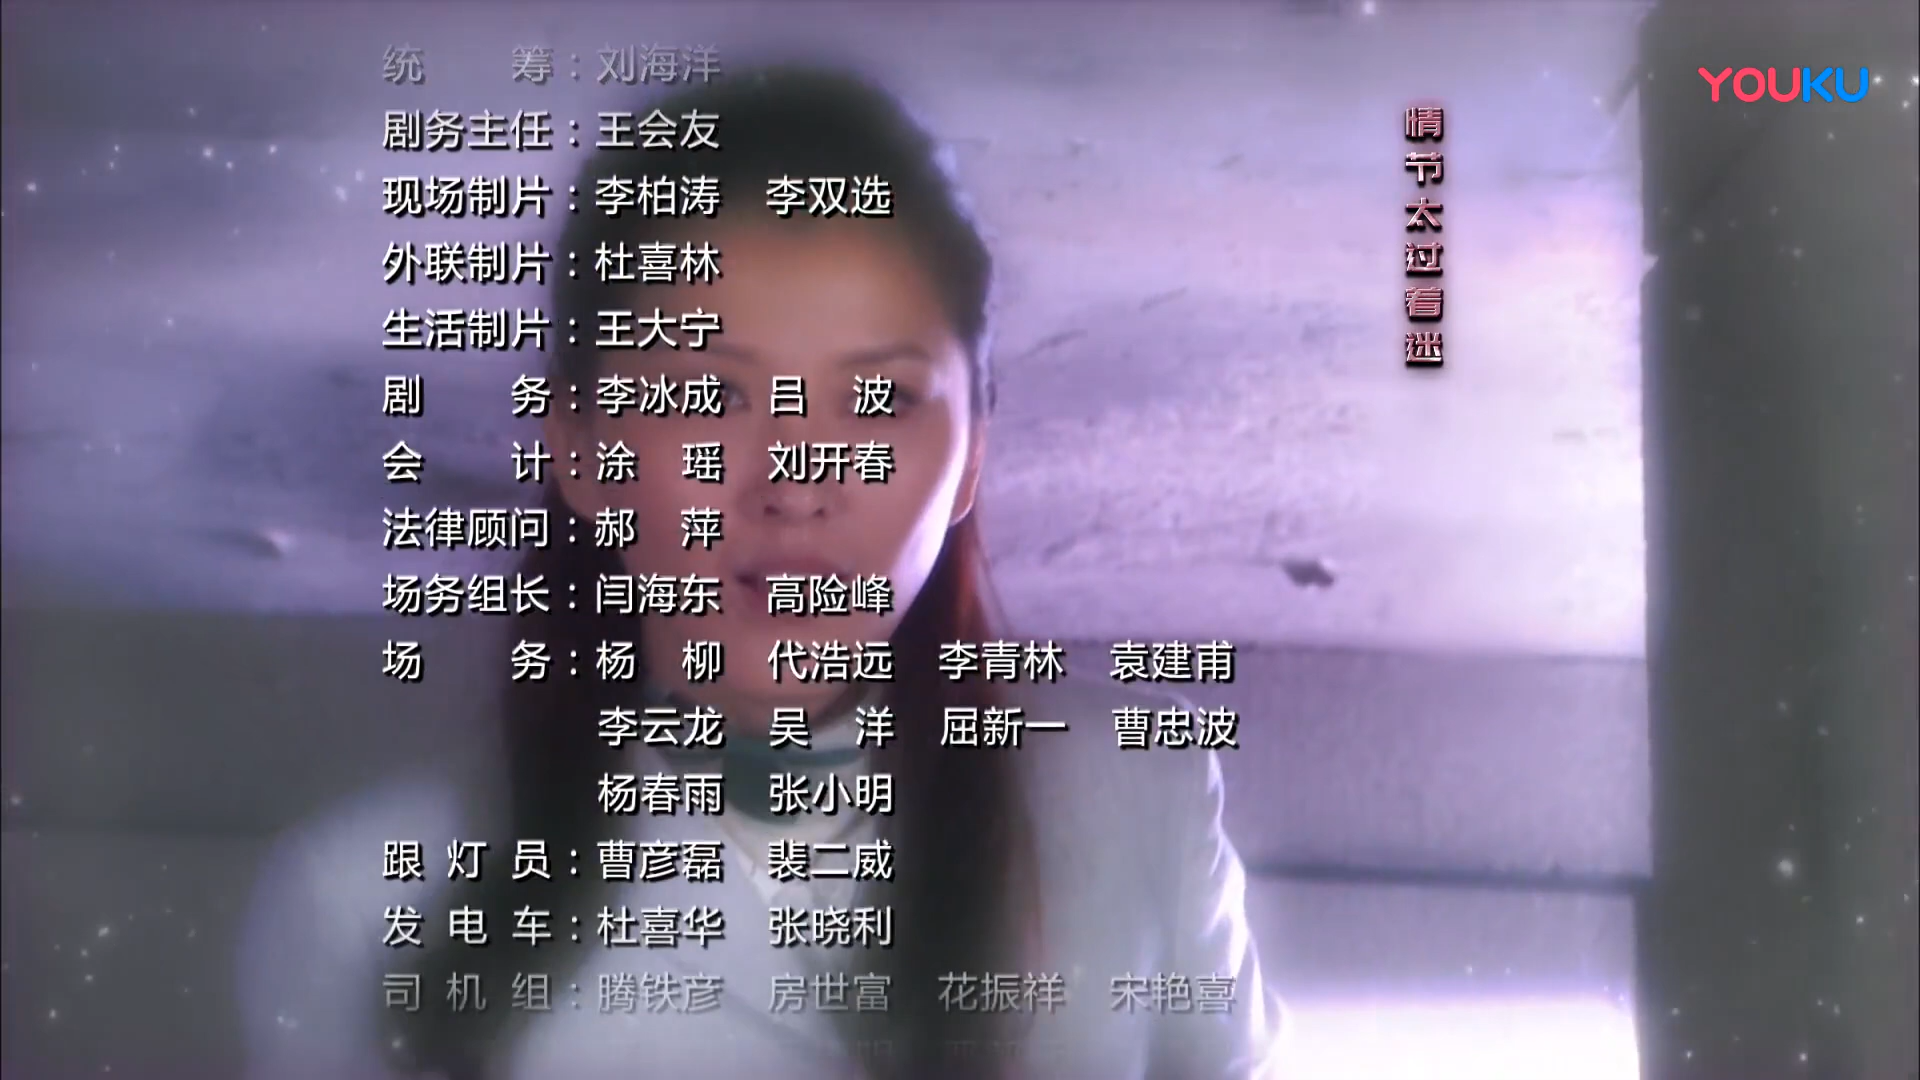 统筹：刘海洋
剧务主任：王会友
现场制片：李柏涛 李双选
外联制片：杜喜林
生活制片：王大宁
剧务：李冰成 吕波
会计：涂瑶 刘开春
法律顾问：郝萍
场务组长：闫海东 高险峰
场务：杨柳 代浩远 李青林 袁建甫
李云龙 吴洋 屈新一 曹忠波
杨春雨 张小明
跟灯员：曹彦磊 裴二威
发电车：杜喜华 张晓利
司机组：腾铁彦 房世富 花振祥 宋艳喜
情节太过着迷
YOUKU